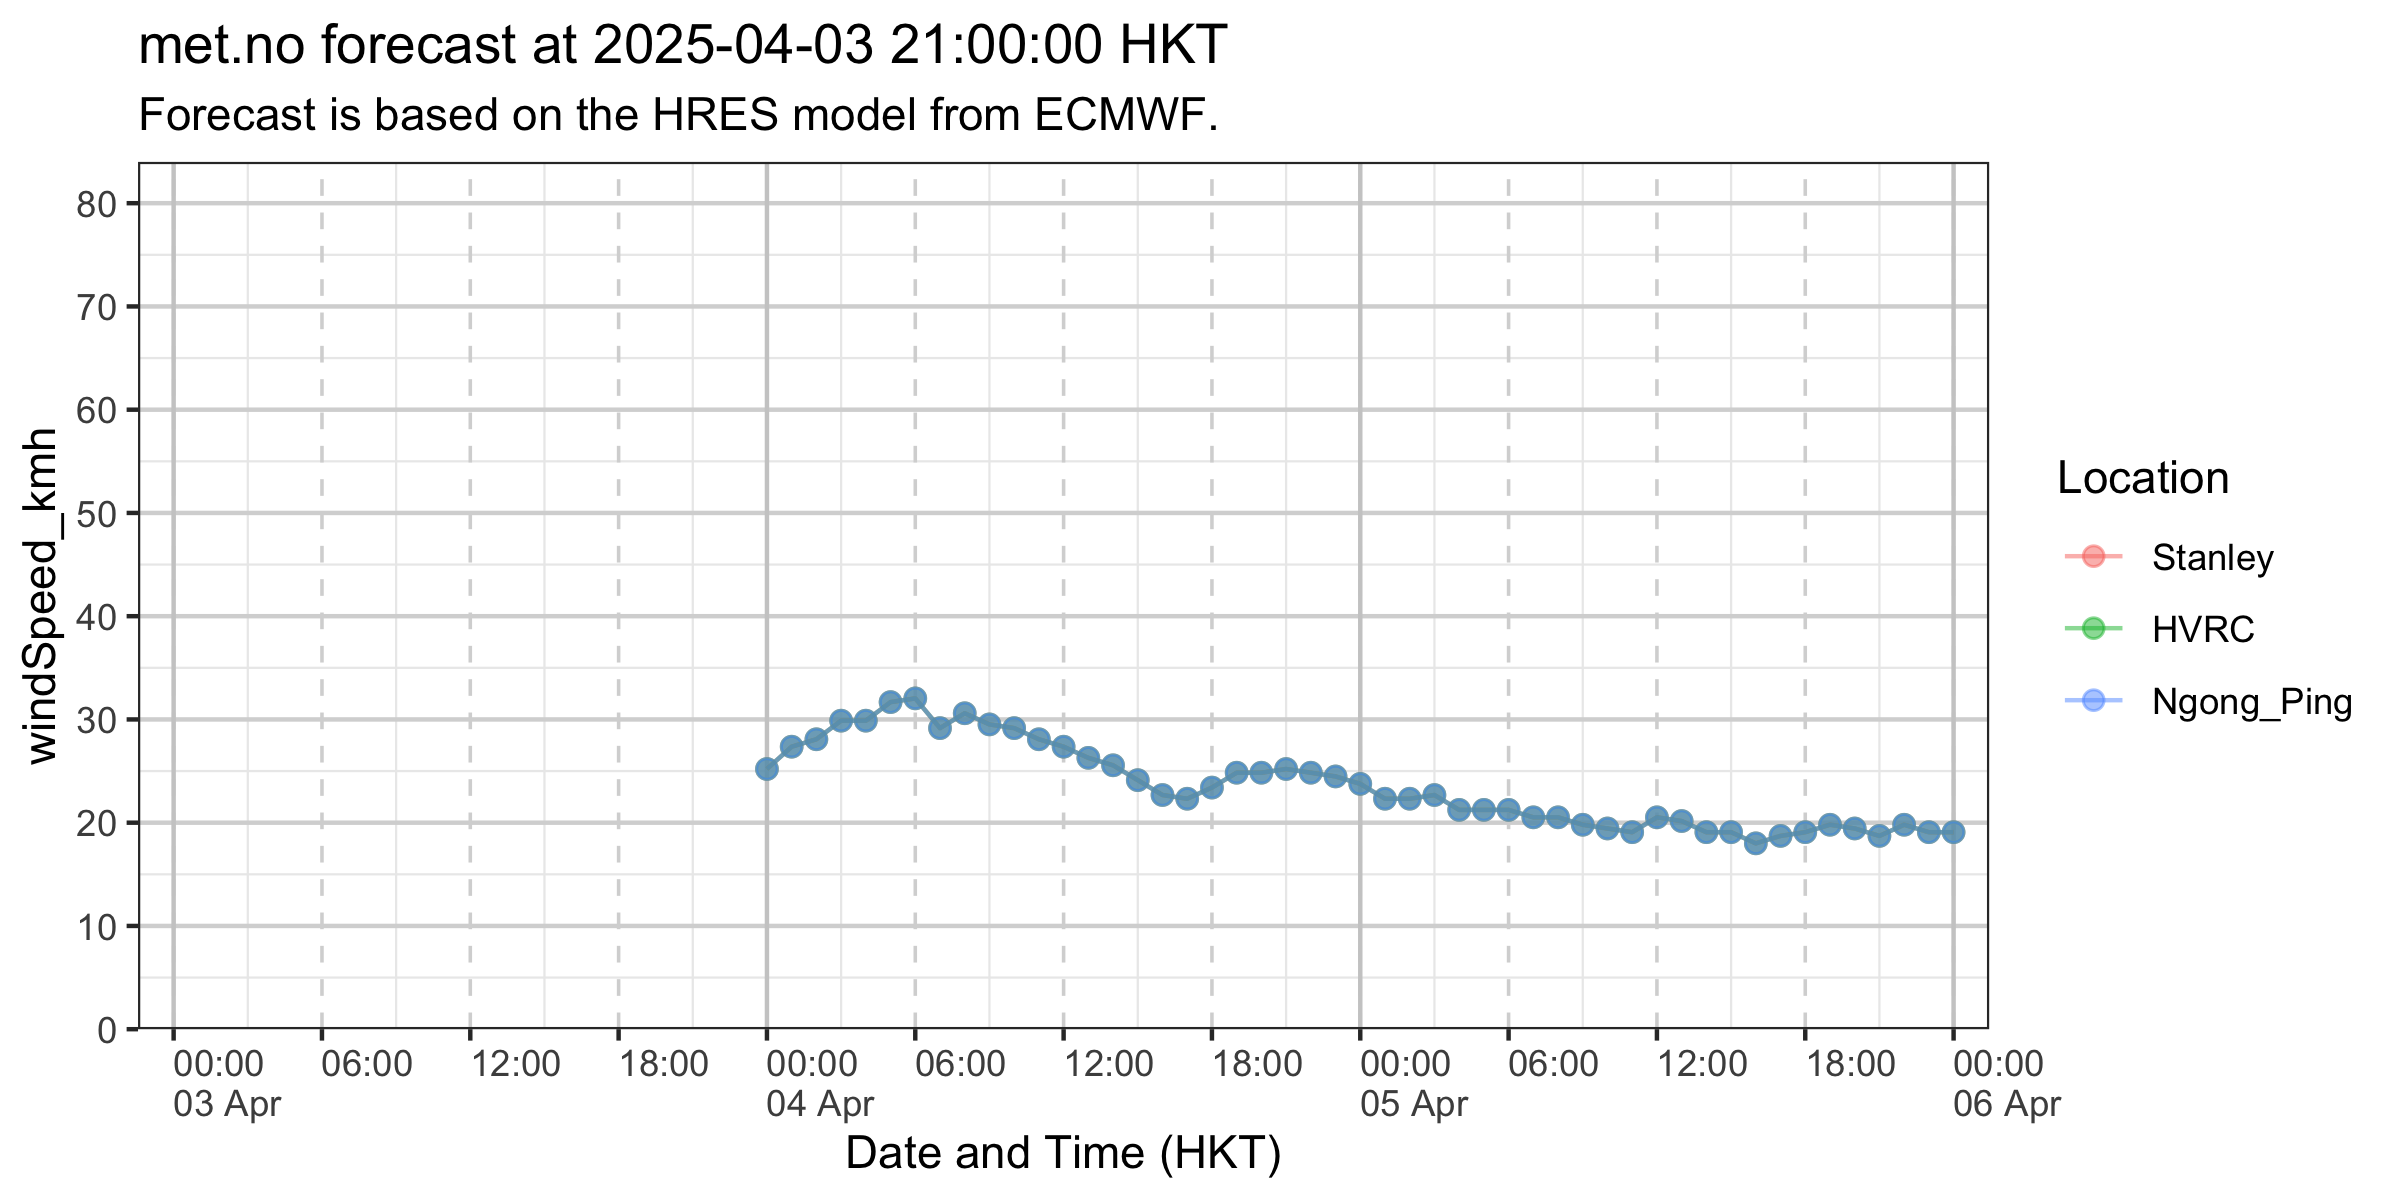 met.no forecast at 2025-04-03 21:00:00 HKT
Forecast is based on the HRES model from ECMWF.
windSpeed_kmh
80
70
60
50
40
30
20
10
0
00:00 06:00 12:00 18:00 00:00 06:00 12:00 18:00 00:00 06:00 12:00 18:00 00:00
03 Apr 04 Apr 05 Apr 06 Apr
Date and Time (HKT)
Location
Stanley
HVRC
Ngong_Ping